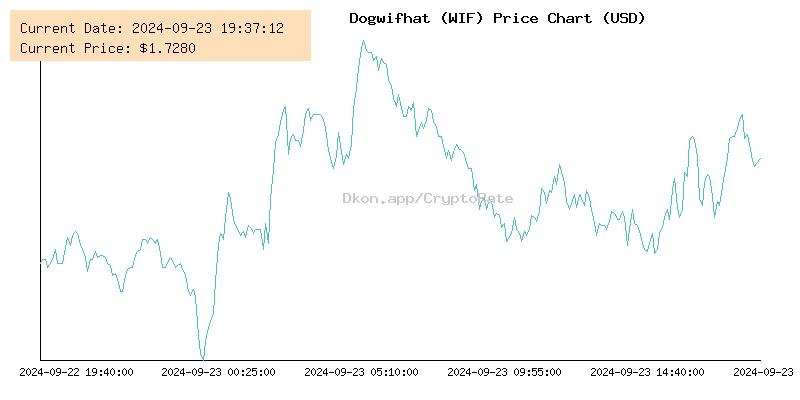 Dogwifhat (WIF) Price Chart (USD)
Current Date: 2024-09-23 19:37:12
Current Price: $1.7280
Dkon.app/CryptoRate
2024-09-22 19:40:00 2024-09-23 00:25:00 2024-09-23 05:10:00 2024-09-23 09:55:00 2024-09-23 14:40:00 2024-09-23